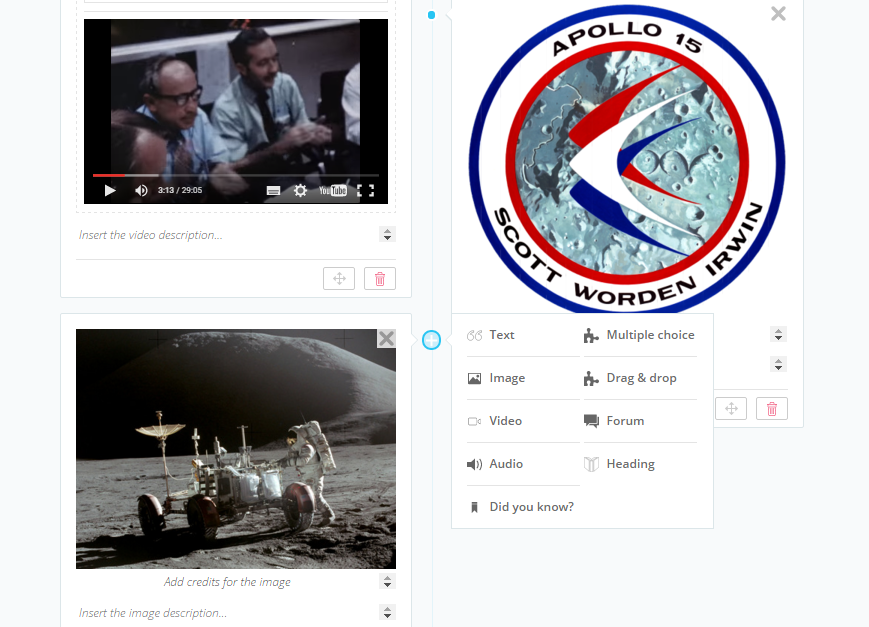 3:13 / 29:05
YouTube
Insert the video description...
APOLLO 15
SCOTT WORDEN IRWIN
Add credits for the image
Insert the image description...
Text
Multiple choice
Image
Drag & drop
Video
Forum
Audio
Heading
Did you know?